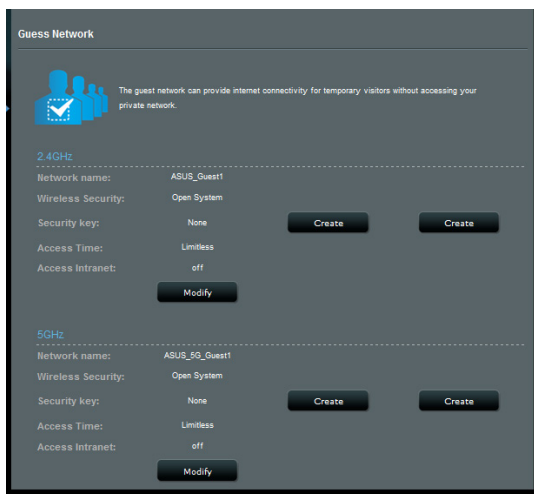 Guess Network
The guest network can provide internet connectivity for temporary visitors without accessing your
private network.
2.4GHz
Network name: ASUS_Guest1
Wireless Security: Open System
Security key: None Create Create
Access Time: Limitless
Access Intranet: off
Modify
5GHz
Network name: ASUS_5G_Guest1
Wireless Security: Open System
Security key: None Create Create
Access Time: Limitless
Access Intranet: off
Modify